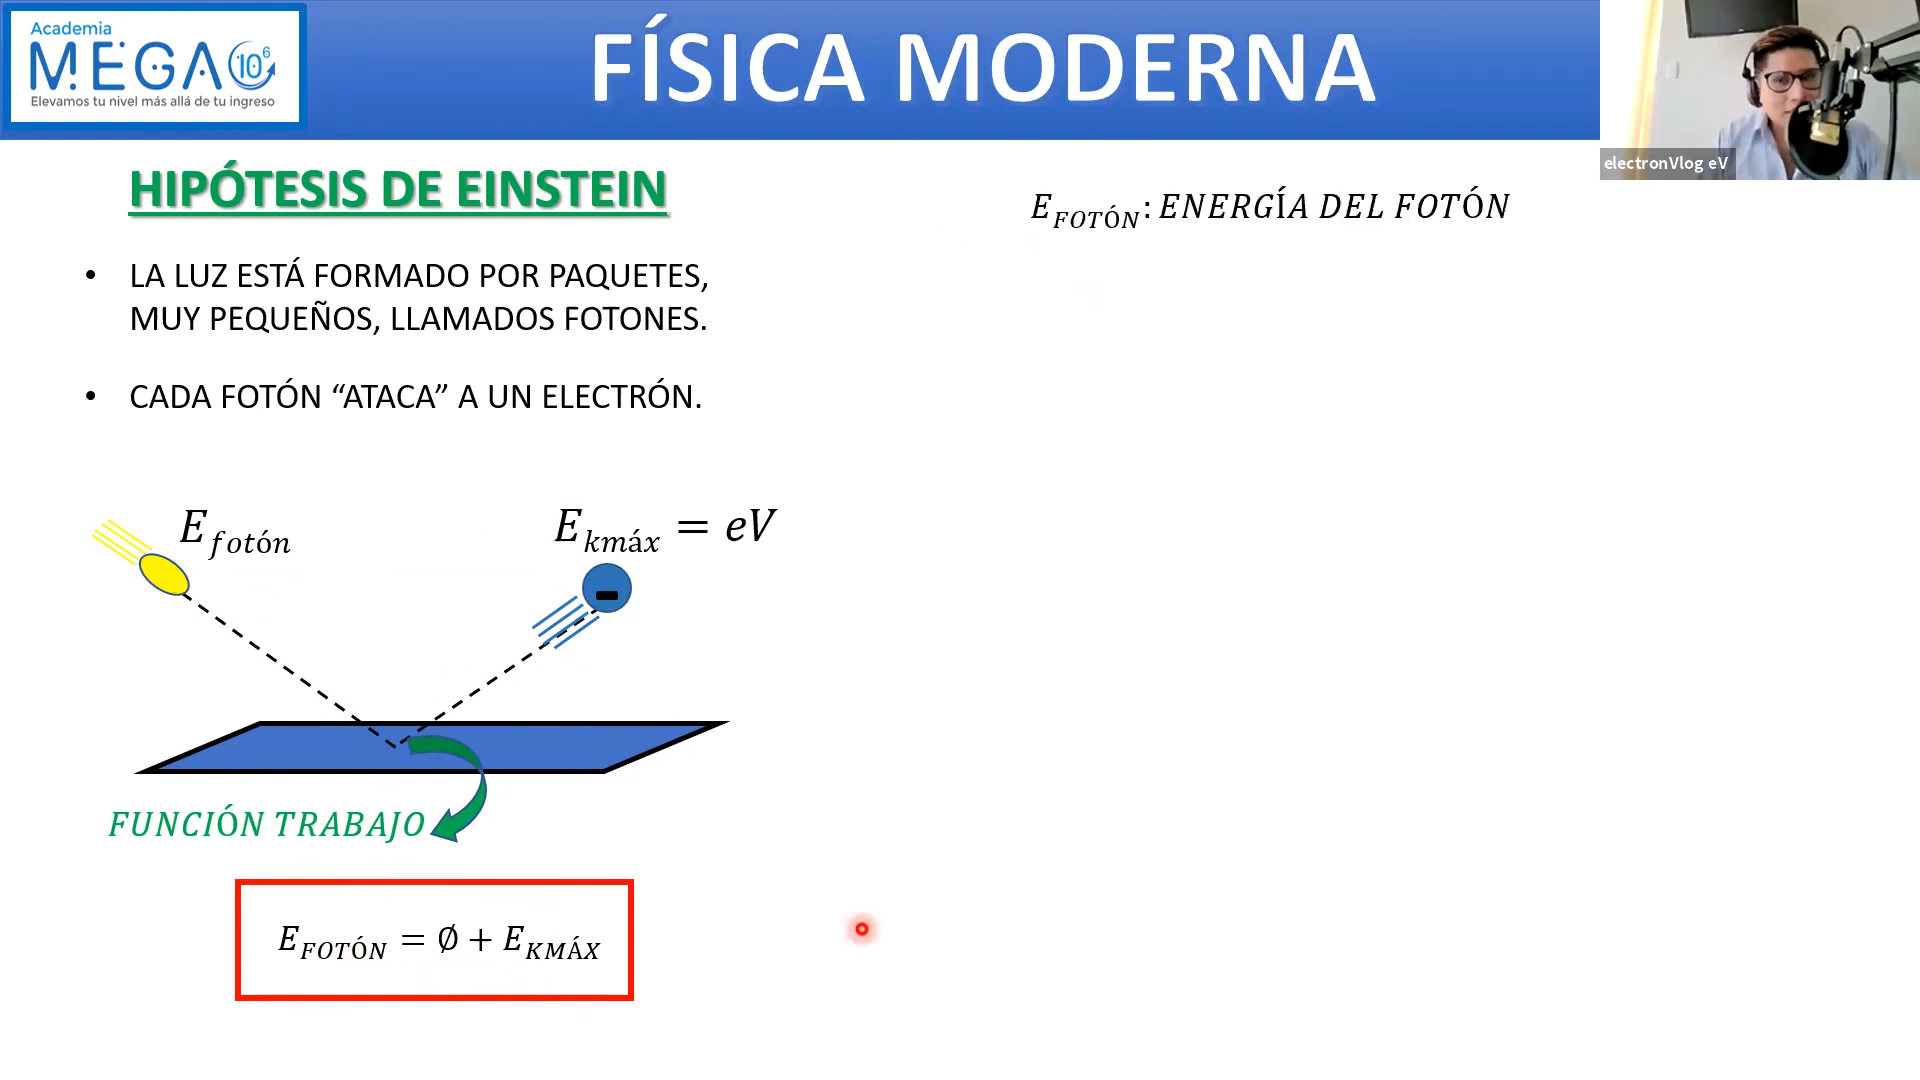 Academia
MEGA 10⁶
Elevamos tu nivel más allá de tu ingreso
FÍSICA MODERNA
electronVlog eV
HIPÓTESIS DE EINSTEIN
E_FOTÓN: ENERGÍA DEL FOTÓN
• LA LUZ ESTÁ FORMADO POR PAQUETES,
MUY PEQUEÑOS, LLAMADOS FOTONES.
• CADA FOTÓN “ATACA” A UN ELECTRÓN.
E_fotón
E_kmáx = eV
-
FUNCIÓN TRABAJO
E_FOTÓN = ∅ + E_KMÁX